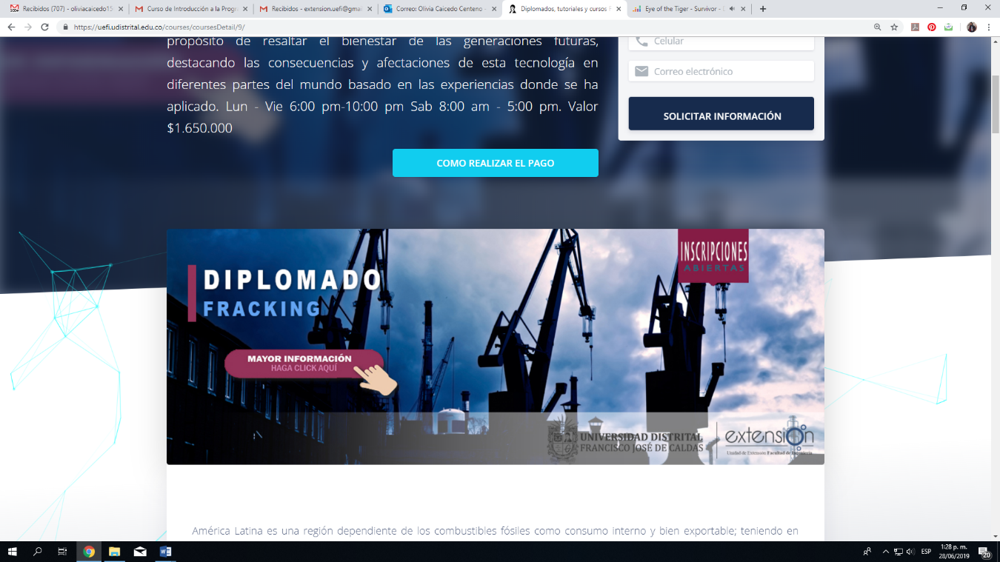 Recibidos (707) - oliviacaicedo15
Curso de Introducción a la Progra
Recibidos - extension.uefi@gmai
Correo: Olivia Caicedo Centeno -
Diplomados, tutoriales y cursos
Eye of the Tiger - Survivor -
https://uefi.udistrital.edu.co/courses/coursesDetail/9/
propósito de resaltar el bienestar de las generaciones futuras,
destacando las consecuencias y afectaciones de esta tecnología en
diferentes partes del mundo basado en las experiencias donde se ha
aplicado. Lun - Vie 6:00 pm-10:00 pm Sab 8:00 am - 5:00 pm. Valor
$1.650.000
Celular
Correo electrónico
SOLICITAR INFORMACIÓN
COMO REALIZAR EL PAGO
INSCRIPCIONES
ABIERTAS
DIPLOMADO
FRACKING
MAYOR INFORMACIÓN
HAGA CLICK AQUÍ
UNIVERSIDAD DISTRITAL
FRANCISCO JOSÉ DE CALDAS
extensión
Unidad de Extensión Facultad de Ingeniería
América Latina es una región dependiente de los combustibles fósiles como consumo interno y bien exportable; teniendo en
ESP
1:28 p. m.
28/06/2019
20